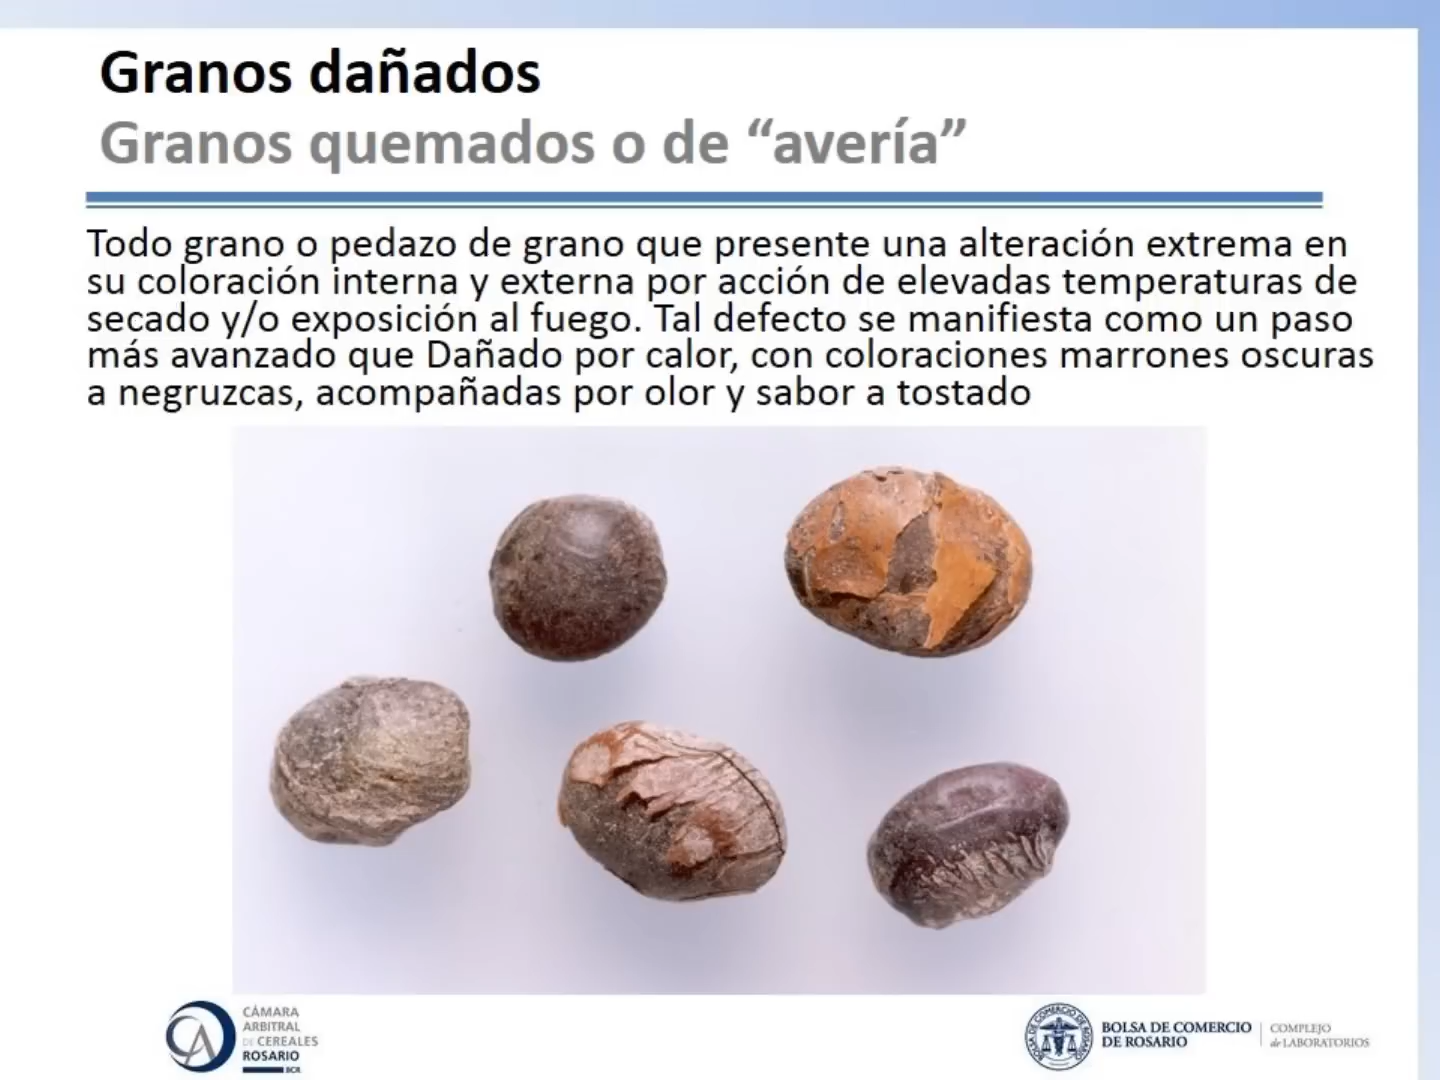 Granos dañados
Granos quemados o de “avería”
Todo grano o pedazo de grano que presente una alteración extrema en
su coloración interna y externa por acción de elevadas temperaturas de
secado y/o exposición al fuego. Tal defecto se manifiesta como un paso
más avanzado que Dañado por calor, con coloraciones marrones oscuras
a negruzcas, acompañadas por olor y sabor a tostado
CÁMARA
ARBITRAL
DE CEREALES
ROSARIO
BCR
BOLSA DE COMERCIO
DE ROSARIO
COMPLEJO
de LABORATORIOS